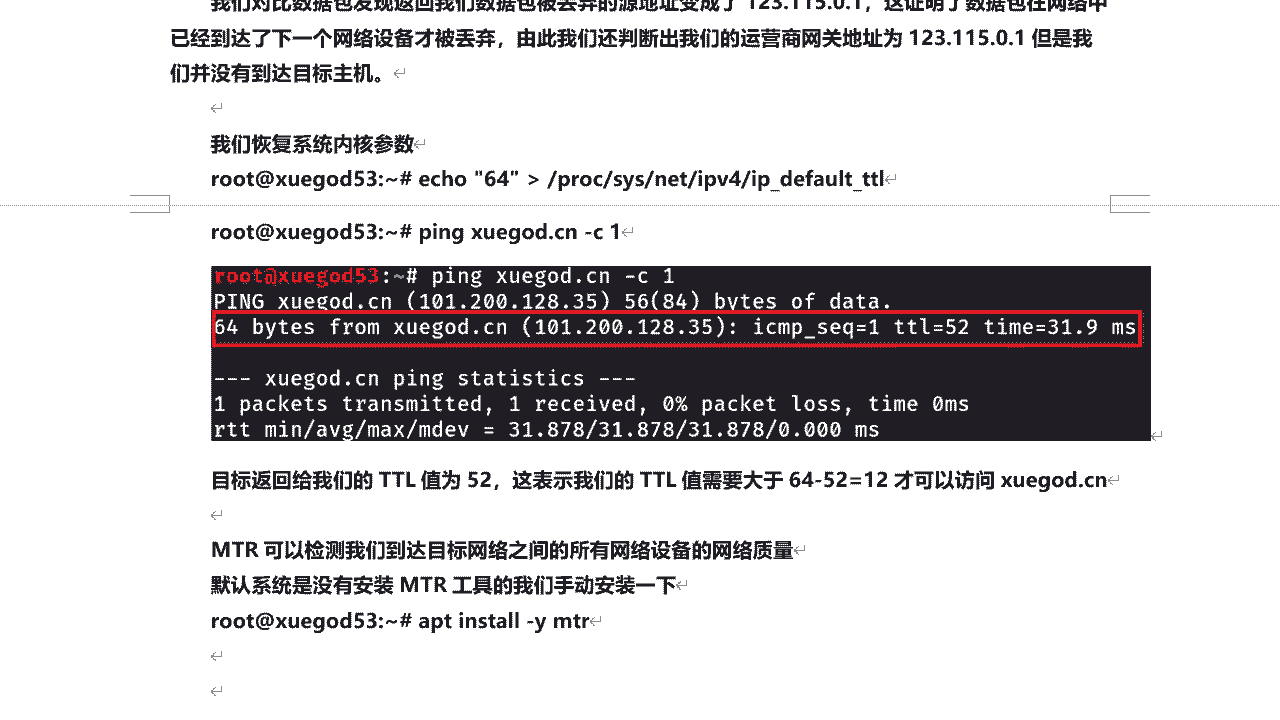 我们对比数据包发现返回我们数据包被丢弃的源地址变成了 123.115.0.1，这证明了数据包在网络中
已经到达了下一个网络设备才被丢弃，由此我们还判断出我们的运营商网关地址为 123.115.0.1 但是我
们并没有到达目标主机。
我们恢复系统内核参数
root@xuegod53:~# echo "64" > /proc/sys/net/ipv4/ip_default_ttl
root@xuegod53:~# ping xuegod.cn -c 1
root@xuegod53:~# ping xuegod.cn -c 1
PING xuegod.cn (101.200.128.35) 56(84) bytes of data.
64 bytes from xuegod.cn (101.200.128.35): icmp_seq=1 ttl=52 time=31.9 ms
--- xuegod.cn ping statistics ---
1 packets transmitted, 1 received, 0% packet loss, time 0ms
rtt min/avg/max/mdev = 31.878/31.878/31.878/0.000 ms
目标返回给我们的 TTL 值为 52，这表示我们的 TTL 值需要大于 64-52=12 才可以访问 xuegod.cn
MTR 可以检测我们到达目标网络之间的所有网络设备的网络质量
默认系统是没有安装 MTR 工具的我们手动安装一下
root@xuegod53:~# apt install -y mtr